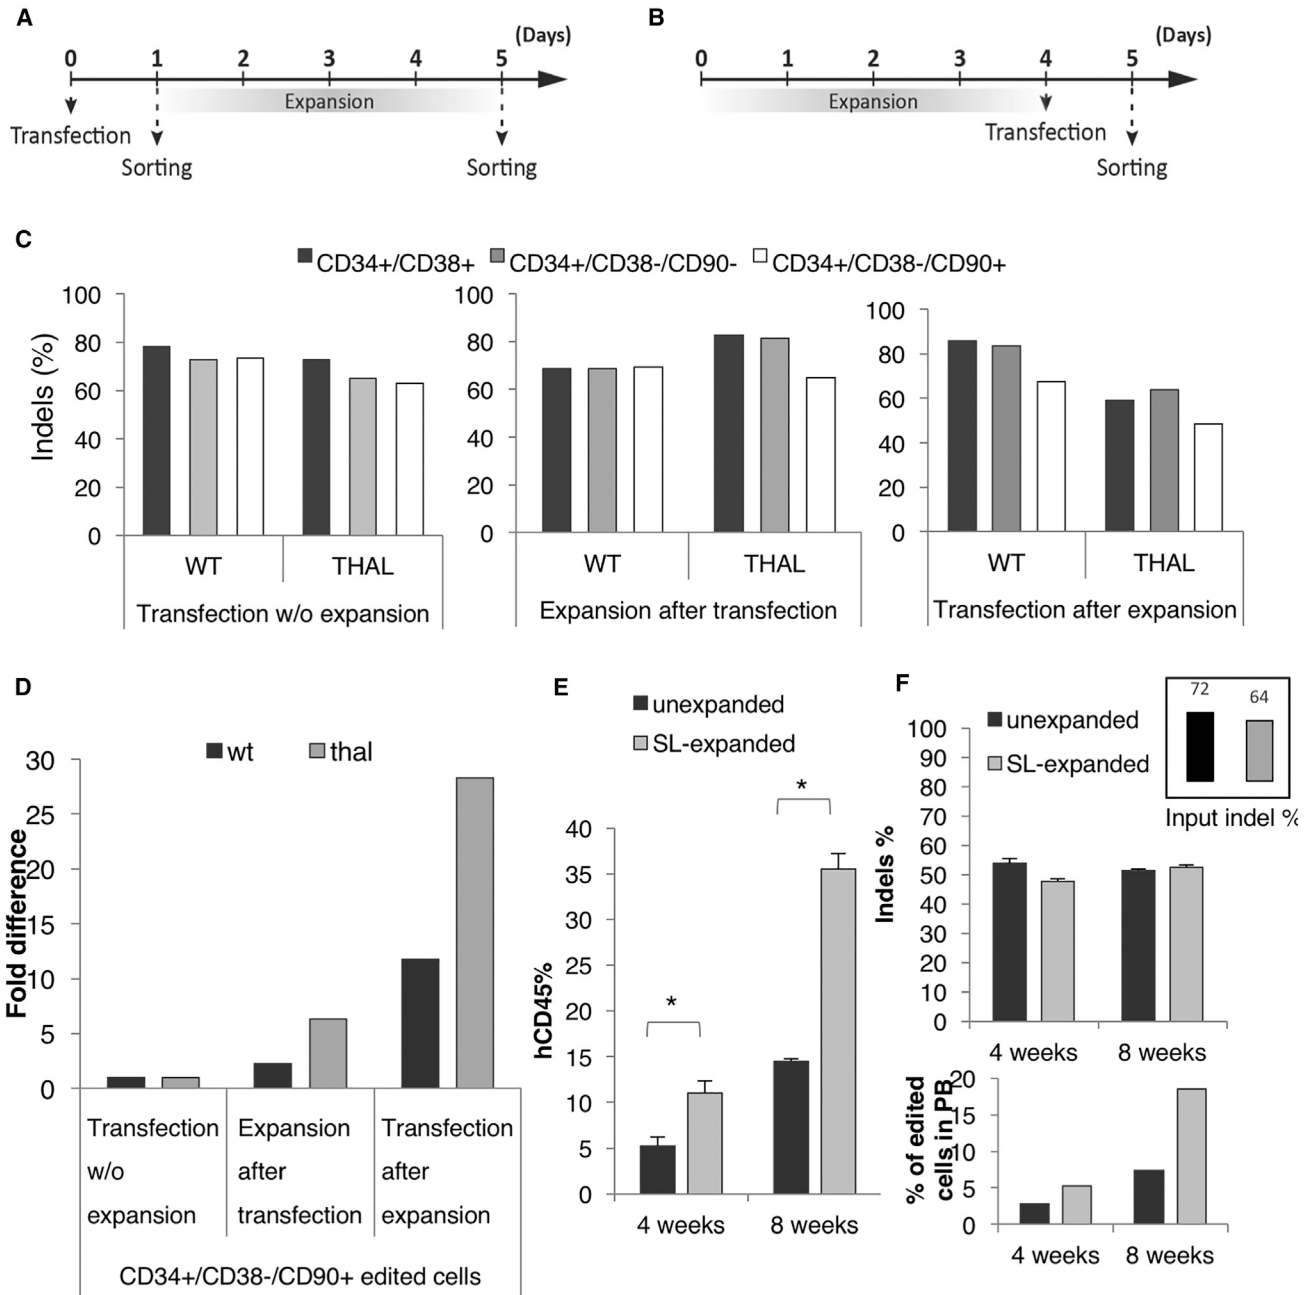 A
(Days)
0 1 2 3 4 5
Expansion
Transfection
Sorting
Sorting
B
(Days)
0 1 2 3 4 5
Expansion
Transfection
Sorting
C
CD34+/CD38+ CD34+/CD38-/CD90- CD34+/CD38-/CD90+
Indels (%)
100
80
60
40
20
0
WT THAL
Transfection w/o expansion
100
80
60
40
20
0
WT THAL
Expansion after transfection
100
80
60
40
20
0
WT THAL
Transfection after expansion
D
wt thal
Fold difference
30
25
20
15
10
5
0
Transfection
w/o
expansion
Expansion
after
transfection
Transfection
after
expansion
CD34+/CD38-/CD90+ edited cells
E
unexpanded
SL-expanded
hCD45%
40
35
30
25
20
15
10
5
0
*
*
4 weeks 8 weeks
F
unexpanded
SL-expanded
72 64
Input indel %
Indels %
100
90
80
70
60
50
40
30
20
10
0
4 weeks 8 weeks
% of edited
cells in PB
20
15
10
5
0
4 weeks 8 weeks